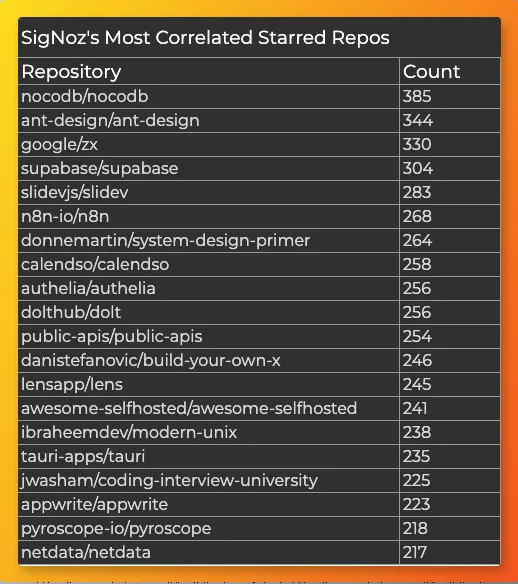 SigNoz's Most Correlated Starred Repos
Repository Count
nocodb/nocodb 385
ant-design/ant-design 344
google/zx 330
supabase/supabase 304
slidevjs/slidev 283
n8n-io/n8n 268
donnemartin/system-design-primer 264
calendso/calendso 258
authelia/authelia 256
dolthub/dolt 256
public-apis/public-apis 254
danistefanovic/build-your-own-x 246
lensapp/lens 245
awesome-selfhosted/awesome-selfhosted 241
ibraheemdev/modern-unix 238
tauri-apps/tauri 235
jwasham/coding-interview-university 225
appwrite/appwrite 223
pyroscope-io/pyroscope 218
netdata/netdata 217